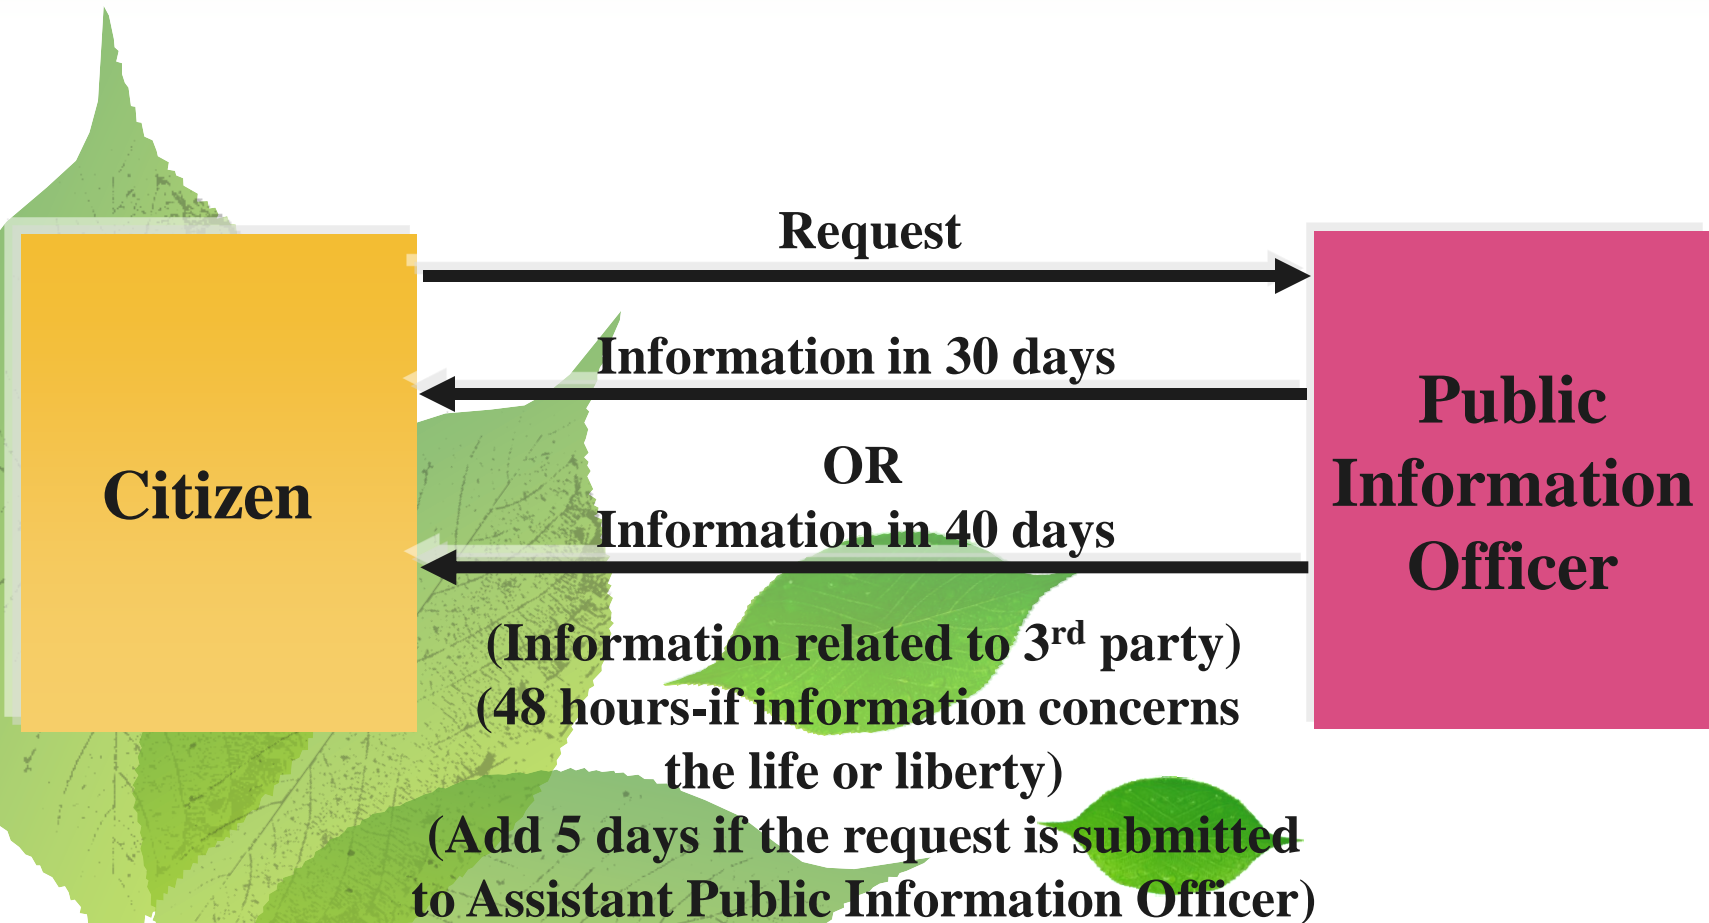 Request
Information in 30 days
OR
Information in 40 days
(Information related to 3rd party)
(48 hours-if information concerns
the life or liberty)
(Add 5 days if the request is submitted
to Assistant Public Information Officer)
Citizen
Public
Information
Officer